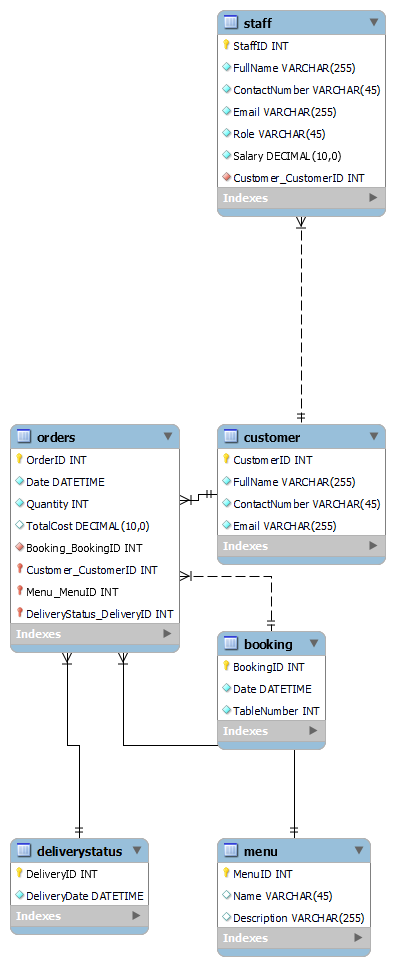 staff
StaffID INT
FullName VARCHAR(255)
ContactNumber VARCHAR(45)
Email VARCHAR(255)
Role VARCHAR(45)
Salary DECIMAL(10,0)
Customer_CustomerID INT
Indexes
orders
OrderID INT
Date DATETIME
Quantity INT
TotalCost DECIMAL(10,0)
Booking_BookingID INT
Customer_CustomerID INT
Menu_MenuID INT
DeliveryStatus_DeliveryID INT
Indexes
customer
CustomerID INT
FullName VARCHAR(255)
ContactNumber VARCHAR(45)
Email VARCHAR(255)
Indexes
booking
BookingID INT
Date DATETIME
TableNumber INT
Indexes
deliverystatus
DeliveryID INT
DeliveryDate DATETIME
Indexes
menu
MenuID INT
Name VARCHAR(45)
Description VARCHAR(255)
Indexes